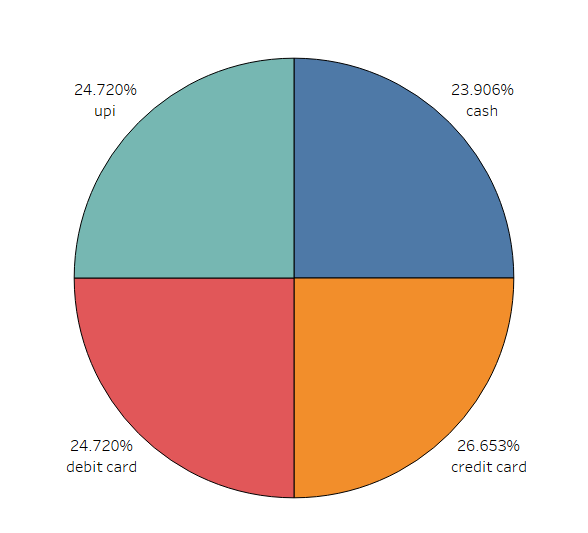 24.720%
upi
23.906%
cash
24.720%
debit card
26.653%
credit card